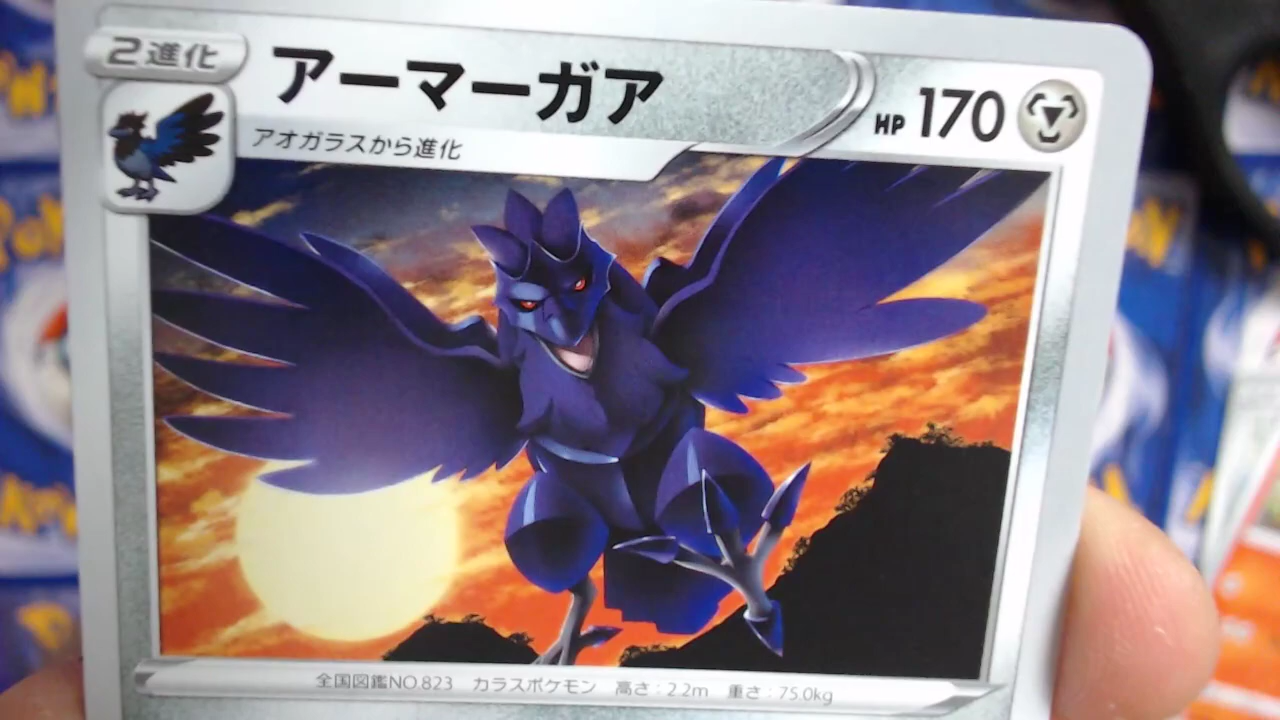 2進化
アーマーガア
HP 170
アオガラスから進化
全国図鑑NO.823 カラスポケモン 高さ:2.2m 重さ:75.0kg